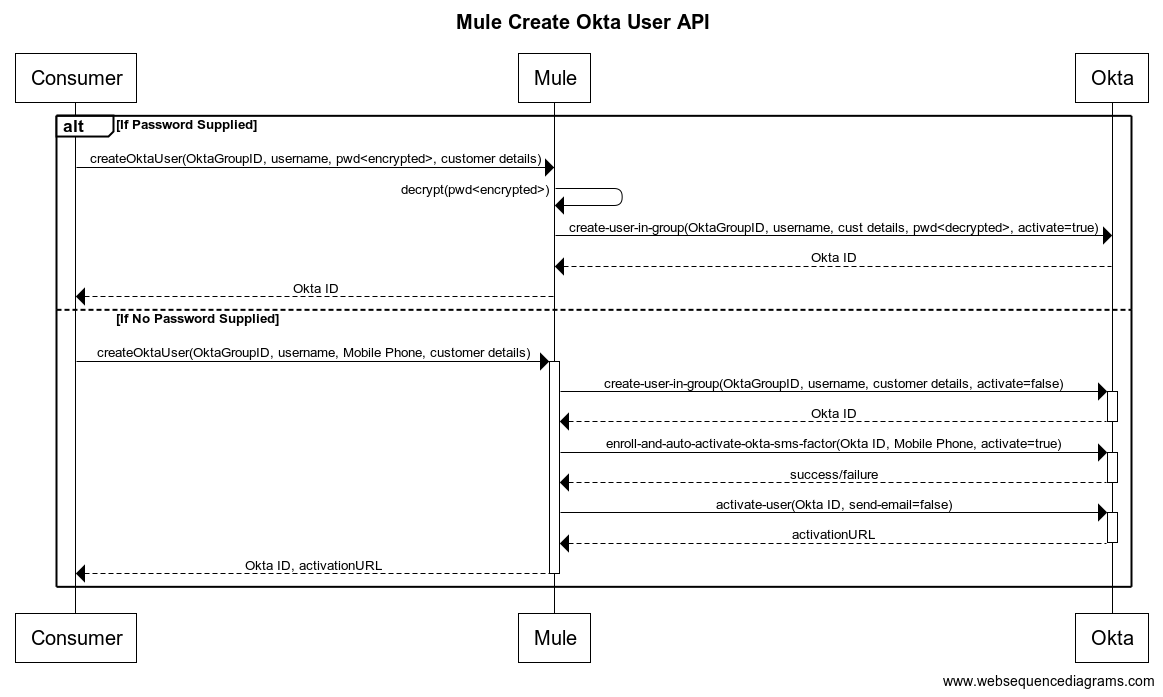 Mule Create Okta User API
Consumer
Mule
Okta
alt
[If Password Supplied]
createOktaUser(OktaGroupID, username, pwd<encrypted>, customer details)
decrypt(pwd<encrypted>)
create-user-in-group(OktaGroupID, username, cust details, pwd<decrypted>, activate=true)
Okta ID
Okta ID
[If No Password Supplied]
createOktaUser(OktaGroupID, username, Mobile Phone, customer details)
create-user-in-group(OktaGroupID, username, customer details, activate=false)
Okta ID
enroll-and-auto-activate-okta-sms-factor(Okta ID, Mobile Phone, activate=true)
success/failure
activate-user(Okta ID, send-email=false)
activationURL
Okta ID, activationURL
Consumer
Mule
Okta
www.websequencediagrams.com